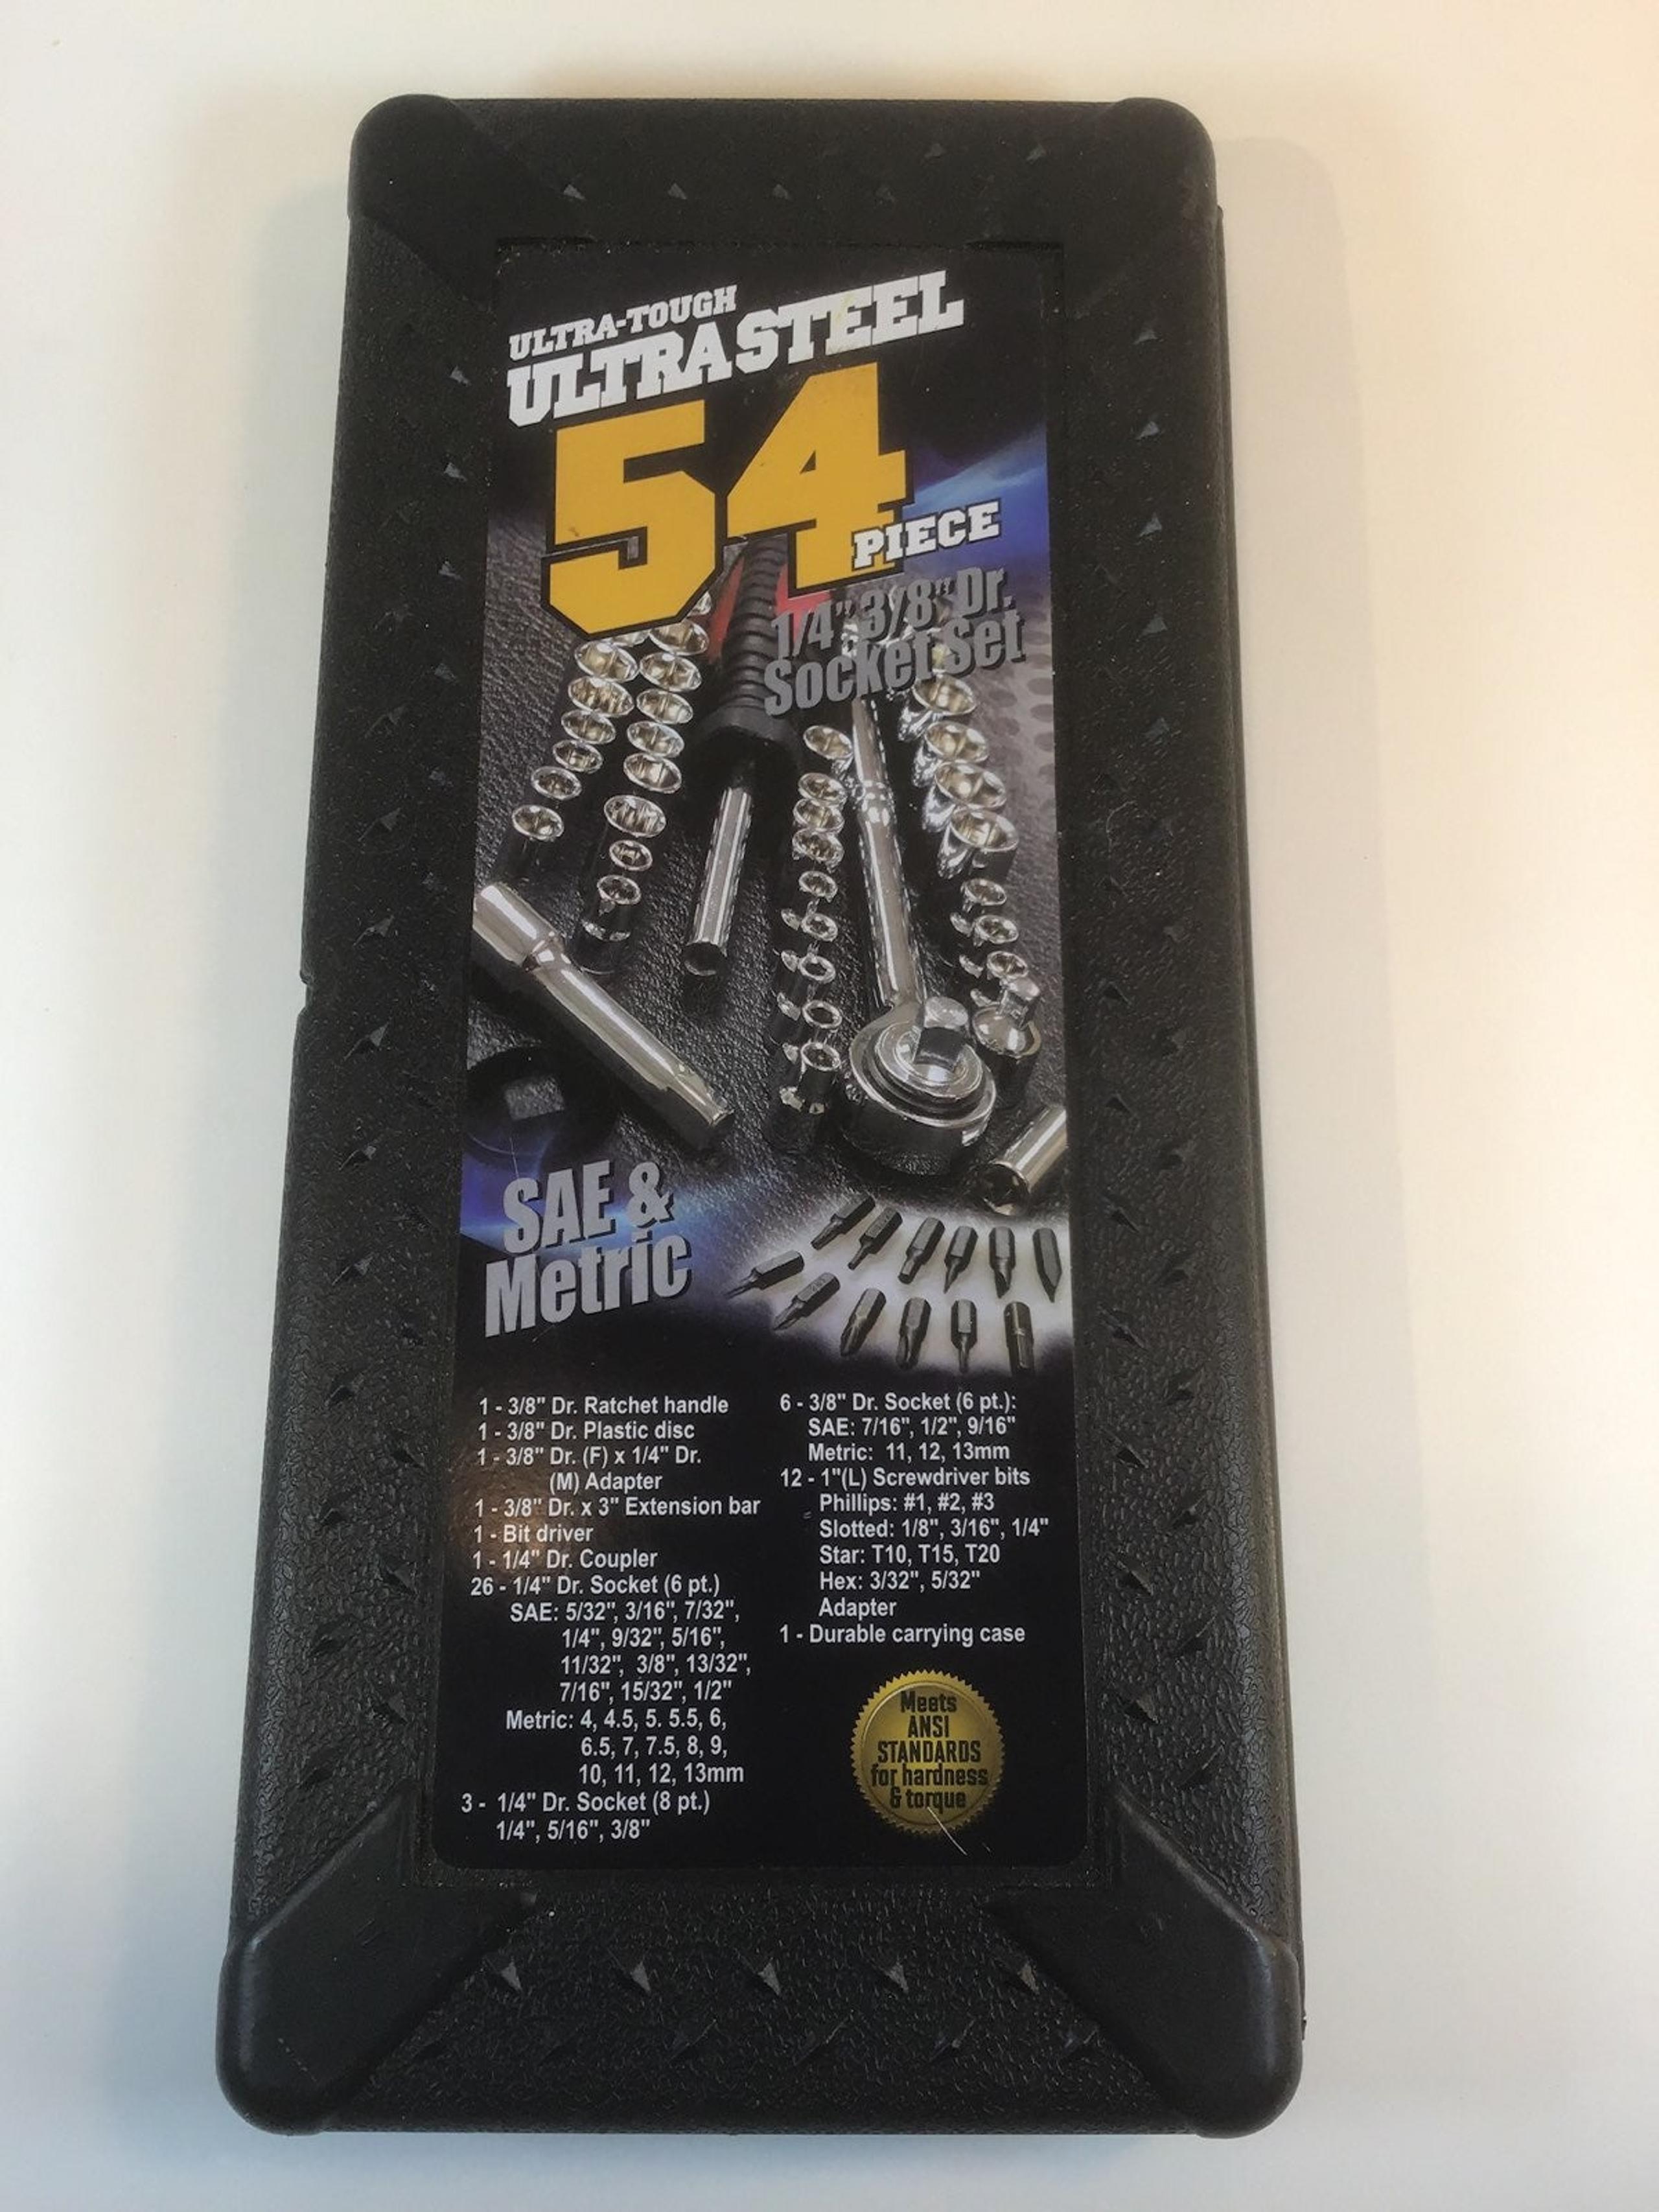 ULTRA-TOUGH
ULTRA STEEL
54
PIECE
1/4" 3/8" Dr.
Socket Set
SAE &
Metric
1 - 3/8" Dr. Ratchet handle
1 - 3/8" Dr. Plastic disc
1 - 3/8" Dr. (F) x 1/4" Dr.
(M) Adapter
1 - 3/8" Dr. x 3" Extension bar
1 - Bit driver
1 - 1/4" Dr. Coupler
26 - 1/4" Dr. Socket (6 pt.)
SAE: 5/32", 3/16", 7/32",
1/4", 9/32", 5/16",
11/32", 3/8", 13/32",
7/16", 15/32", 1/2"
Metric: 4, 4.5, 5. 5.5, 6,
6.5, 7, 7.5, 8, 9,
10, 11, 12, 13mm
3 - 1/4" Dr. Socket (8 pt.)
1/4", 5/16", 3/8"
6 - 3/8" Dr. Socket (6 pt.):
SAE: 7/16", 1/2", 9/16"
Metric: 11, 12, 13mm
12 - 1"(L) Screwdriver bits
Phillips: #1, #2, #3
Slotted: 1/8", 3/16", 1/4"
Star: T10, T15, T20
Hex: 3/32", 5/32"
Adapter
1 - Durable carrying case
Meets
ANSI
STANDARDS
for hardness
& torque